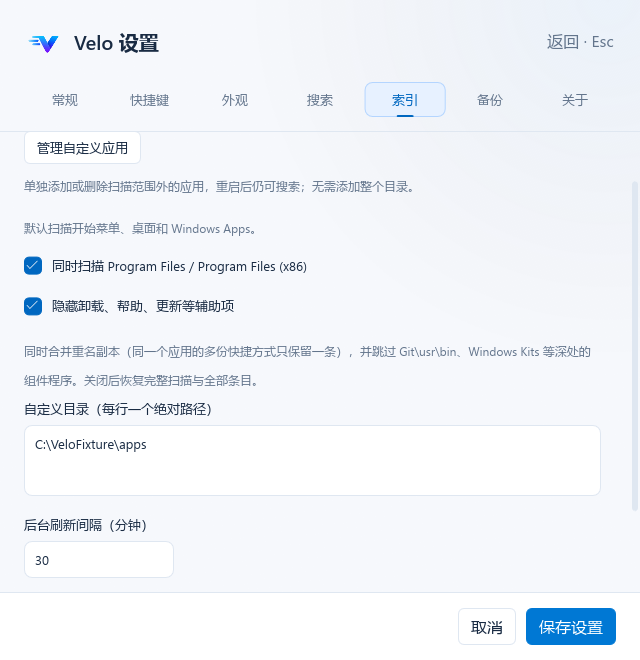 Velo 设置
返回 · Esc
常规
快捷键
外观
搜索
索引
备份
关于
管理自定义应用
单独添加或删除扫描范围外的应用，重启后仍可搜索；无需添加整个目录。
默认扫描开始菜单、桌面和 Windows Apps。
同时扫描 Program Files / Program Files (x86)
隐藏卸载、帮助、更新等辅助项
同时合并重名副本（同一个应用的多份快捷方式只保留一条），并跳过 Git\usr\bin、Windows Kits 等深处的
组件程序。关闭后恢复完整扫描与全部条目。
自定义目录（每行一个绝对路径）
C:\VeloFixture\apps
后台刷新间隔（分钟）
30
取消
保存设置